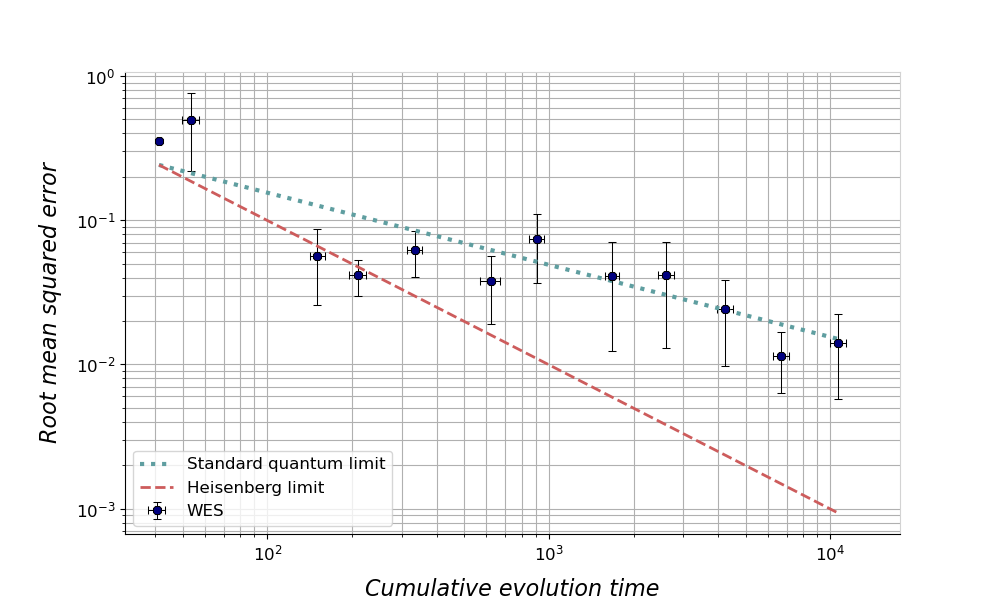 10⁰
10⁻¹
10⁻²
10⁻³
Root mean squared error
Standard quantum limit
Heisenberg limit
WES
10² 10³ 10⁴
Cumulative evolution time